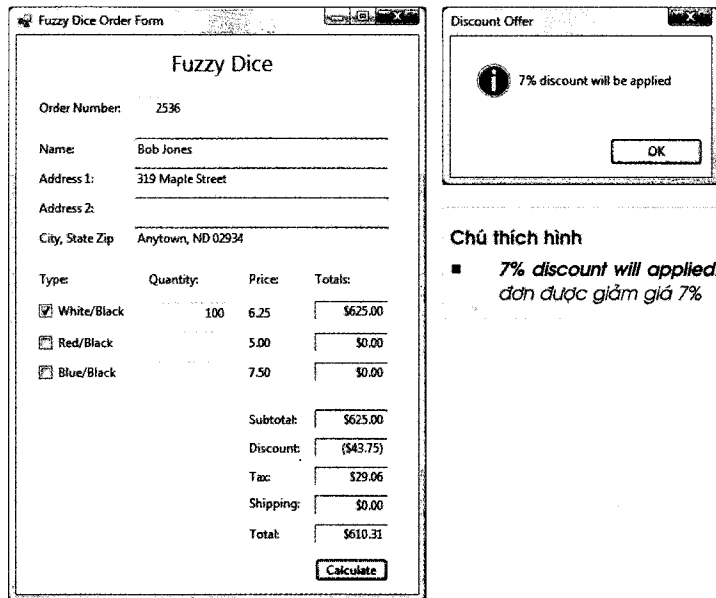 Fuzzy Dice Order Form
Fuzzy Dice
Order Number: 2536
Name: Bob Jones
Address 1: 319 Maple Street
Address 2:
City, State Zip Anytown, ND 02934
Type: Quantity: Price: Totals:
White/Black 100 6.25 $625.00
Red/Black 5.00 $0.00
Blue/Black 7.50 $0.00
Subtotal: $625.00
Discount: ($43.75)
Tax: $29.06
Shipping: $0.00
Total: $610.31
Calculate
Discount Offer
7% discount will be applied
OK
Chú thích hình
■ 7% discount will applied:
đơn được giảm giá 7%